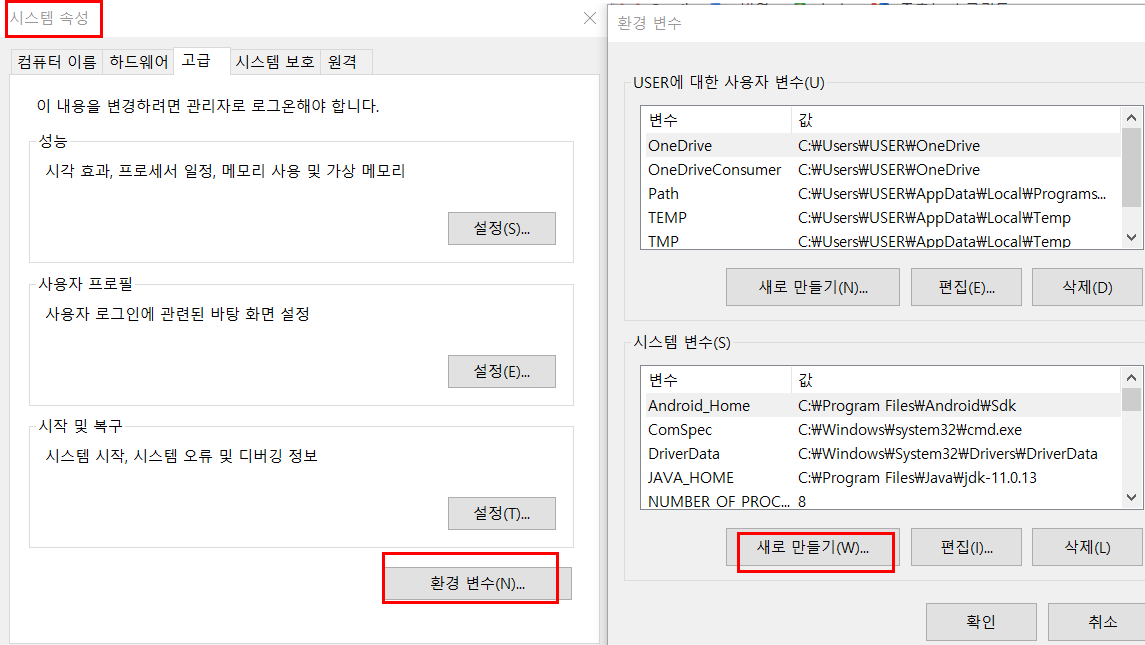 시스템 속성
컴퓨터 이름 하드웨어 고급 시스템 보호 원격
이 내용을 변경하려면 관리자로 로그온해야 합니다.
성능
시각 효과, 프로세서 일정, 메모리 사용 및 가상 메모리
설정(S)...
사용자 프로필
사용자 로그인에 관련된 바탕 화면 설정
설정(E)...
시작 및 복구
시스템 시작, 시스템 오류 및 디버깅 정보
설정(T)...
환경 변수(N)...
환경 변수
USER에 대한 사용자 변수(U)
변수 값
OneDrive C:₩Users₩USER₩OneDrive
OneDriveConsumer C:₩Users₩USER₩OneDrive
Path C:₩Users₩USER₩AppData₩Local₩Programs...
TEMP C:₩Users₩USER₩AppData₩Local₩Temp
TMP C:₩Users₩USER₩AppData₩Local₩Temp
새로 만들기(N)... 편집(E)... 삭제(D)
시스템 변수(S)
변수 값
Android_Home C:₩Program Files₩Android₩Sdk
ComSpec C:₩Windows₩system32₩cmd.exe
DriverData C:₩Windows₩System32₩Drivers₩DriverData
JAVA_HOME C:₩Program Files₩Java₩jdk-11.0.13
NUMBER_OF_PROC... 8
새로 만들기(W)... 편집(I)... 삭제(L)
확인 취소